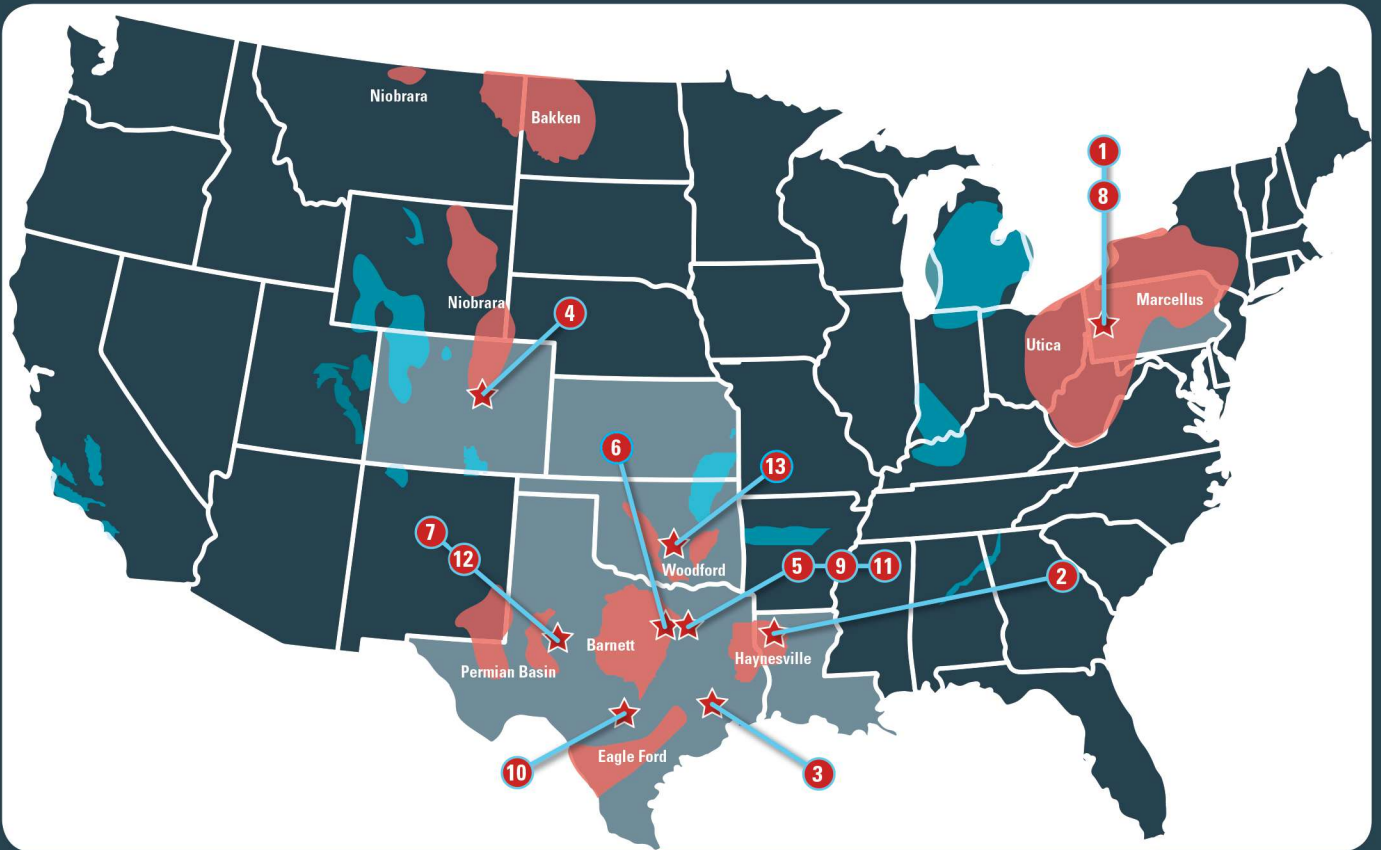 Niobrara
Bakken
1
8
Niobrara
4
Marcellus
Utica
6
13
7
12
Woodford
5
9
11
2
Barnett
Haynesville
Permian Basin
Eagle Ford
10
3